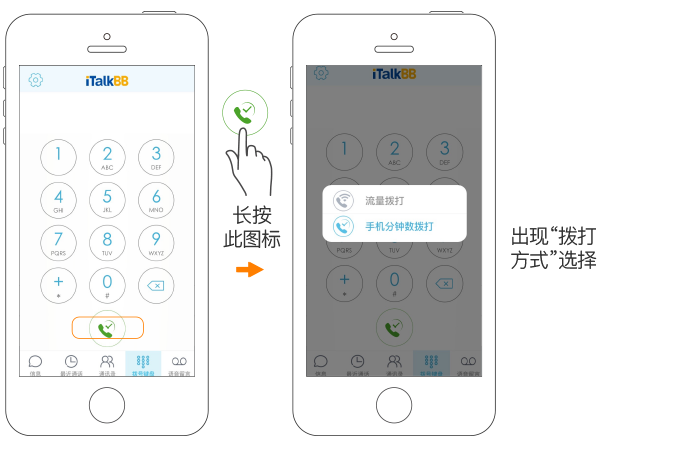 iTalkBB
1
2
ABC
3
DEF
4
GHI
5
JKL
6
MNO
7
PQRS
8
TUV
9
WXYZ
+
*
0
#
信息
最近通话
通讯录
拨号键盘
语音留言
长按
此图标
iTalkBB
1
2
ABC
3
DEF
流量拨打
手机分钟数拨打
PQRS
TUV
WXYZ
+
*
0
#
信息
最近通话
通讯录
拨号键盘
语音留言
出现“拨打
方式”选择